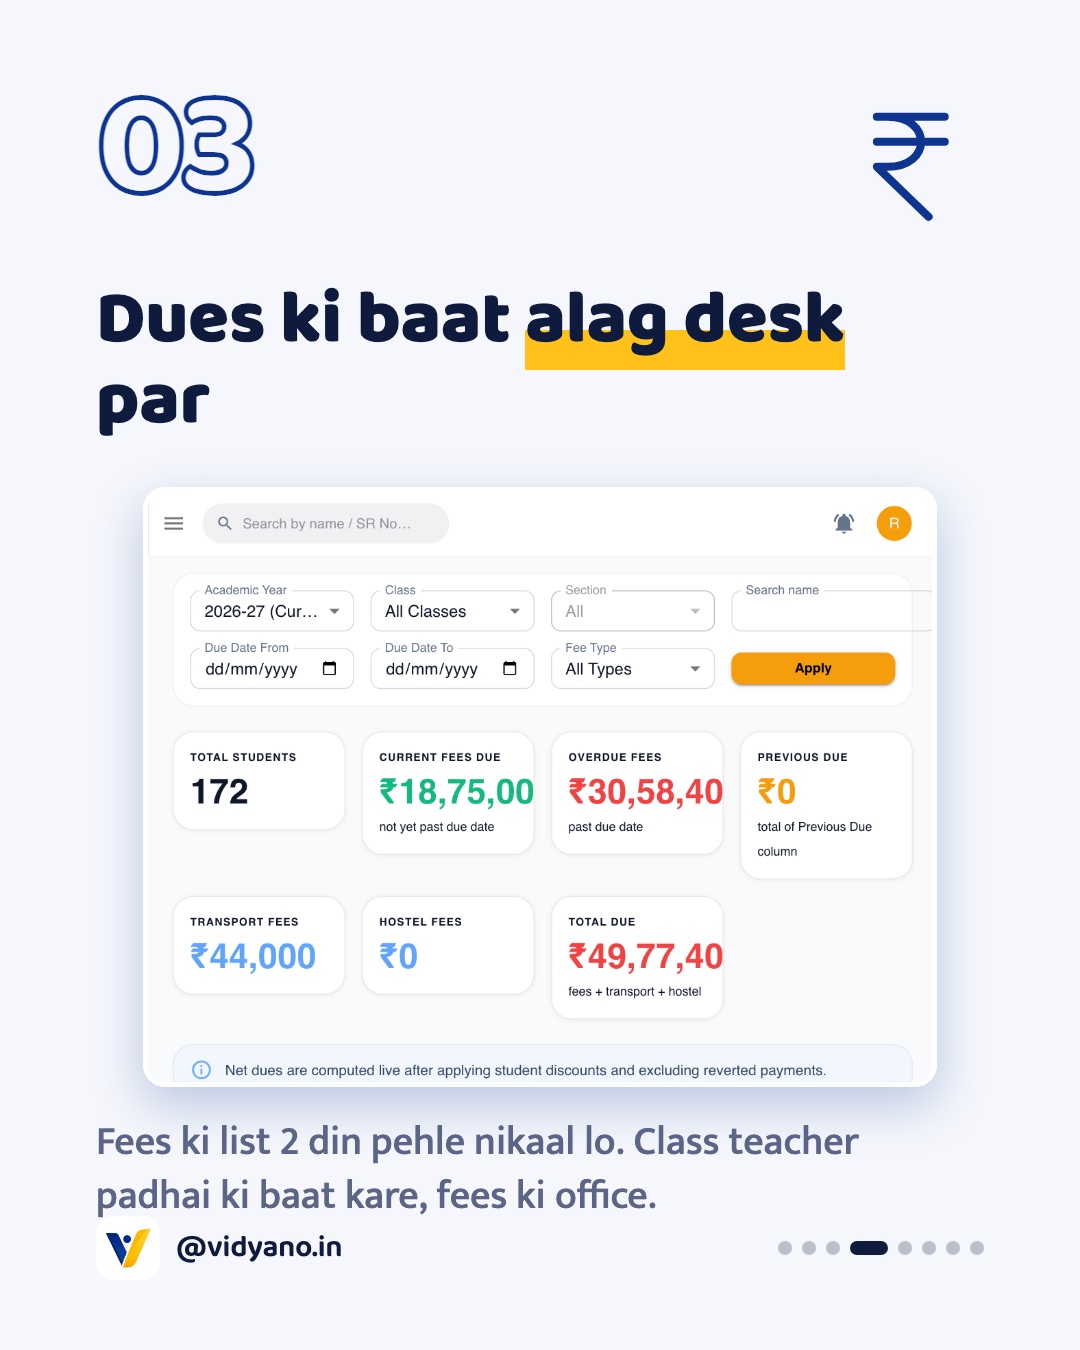 03
₹
Dues ki baat alag desk
par
Search by name / SR No...
R
Academic Year
Class
Section
Search name
2026-27 (Cur...
All Classes
All
Due Date From
Due Date To
Fee Type
dd/mm/yyyy
dd/mm/yyyy
All Types
Apply
TOTAL STUDENTS
172
CURRENT FEES DUE
₹18,75,00
not yet past due date
OVERDUE FEES
₹30,58,40
past due date
PREVIOUS DUE
₹0
total of Previous Due
column
TRANSPORT FEES
₹44,000
HOSTEL FEES
₹0
TOTAL DUE
₹49,77,40
fees + transport + hostel
Net dues are computed live after applying student discounts and excluding reverted payments.
Fees ki list 2 din pehle nikaal lo. Class teacher
padhai ki baat kare, fees ki office.
@vidyano.in